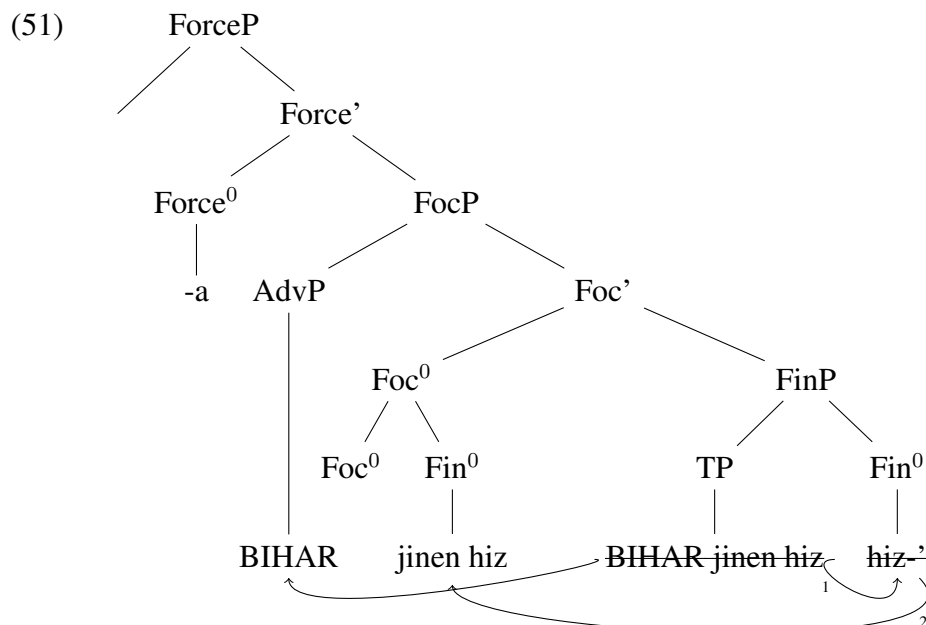 (51) ForceP
Force’
Force⁰ FocP
-a AdvP Foc’
Foc⁰ FinP
Foc⁰ Fin⁰ TP Fin⁰
BIHAR jinen hiz BIHAR jinen hiz hiz-’
1
2